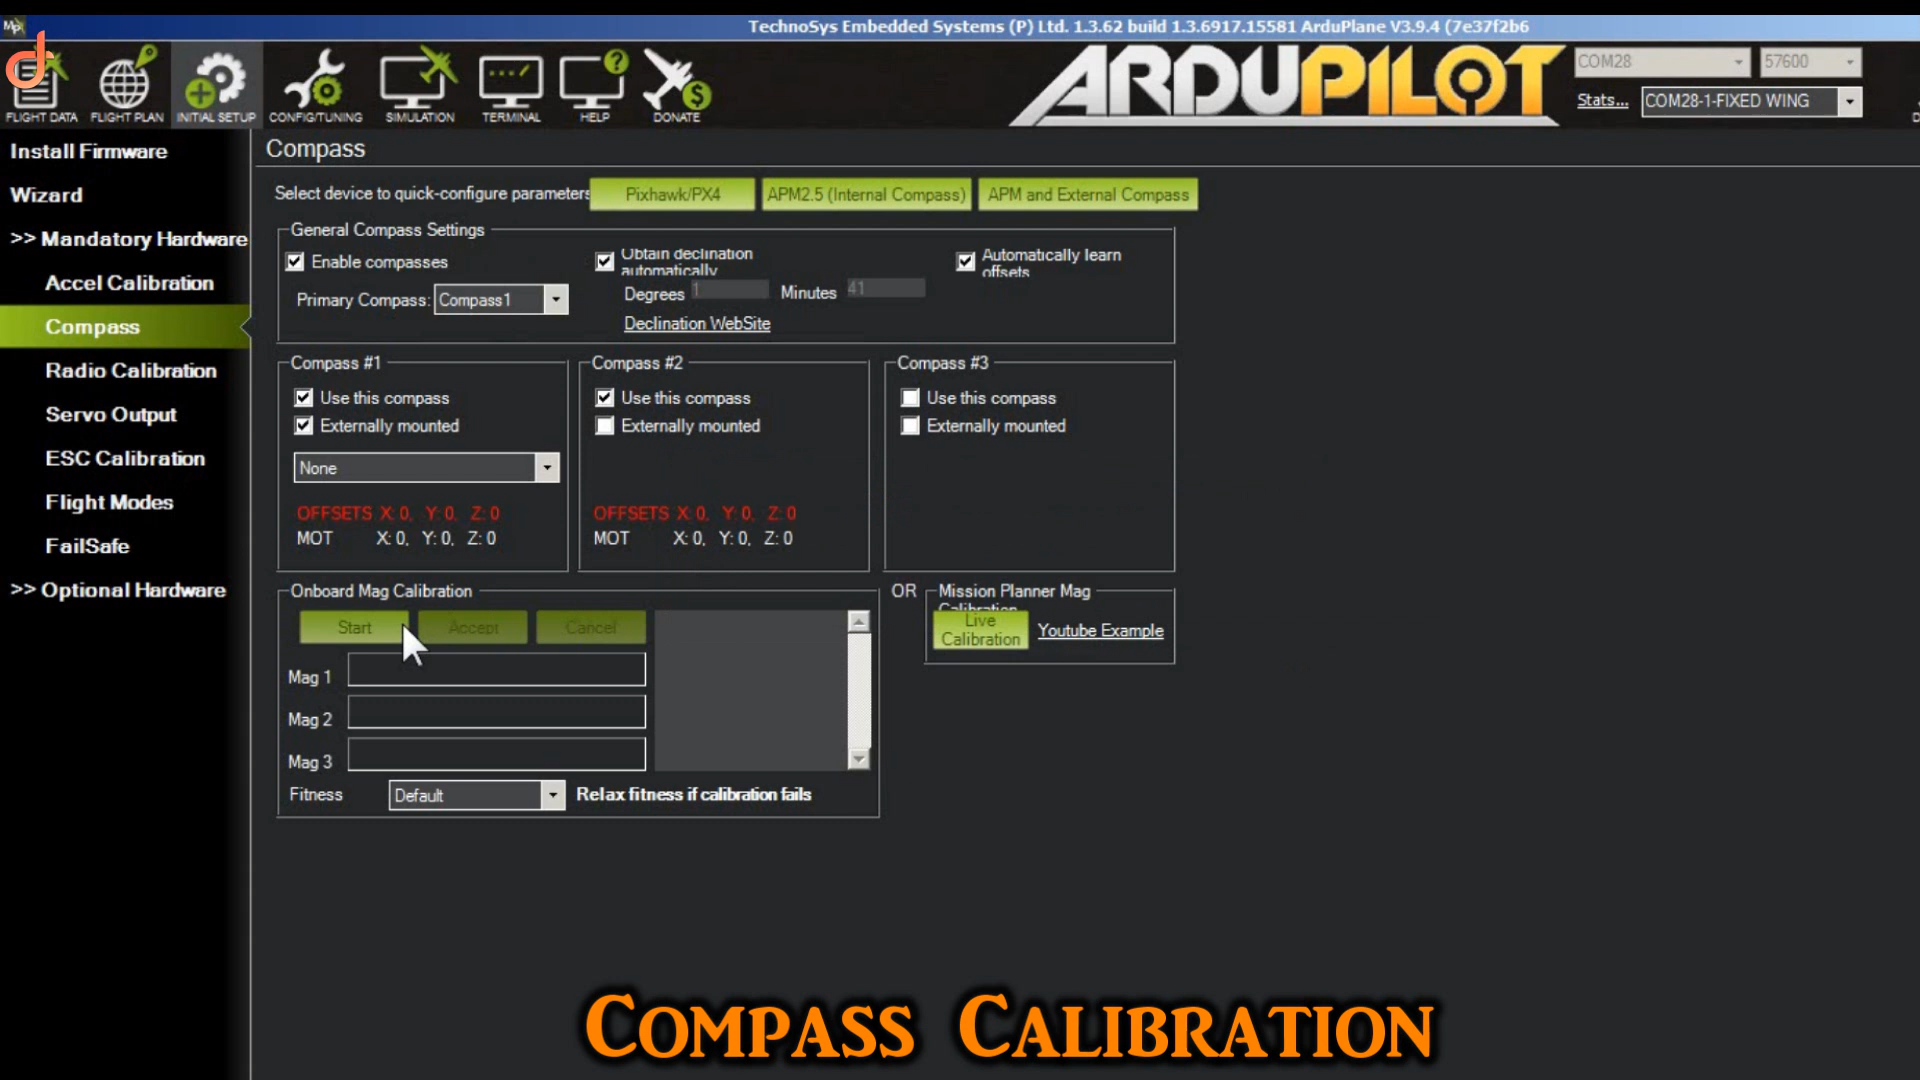 Mp
TechnoSys Embedded Systems (P) Ltd. 1.3.62 build 1.3.6917.15581 ArduPlane V3.9.4 (7e37f2b6
d
FLIGHT DATA
FLIGHT PLAN
INITIAL SETUP
CONFIG/TUNING
SIMULATION
TERMINAL
HELP
DONATE
ARDUPILOT
COM28
57600
Stats...
COM28-1-FIXED WING
Install Firmware
Wizard
>> Mandatory Hardware
Accel Calibration
Compass
Radio Calibration
Servo Output
ESC Calibration
Flight Modes
FailSafe
>> Optional Hardware
Compass
Select device to quick-configure parameters
Pixhawk/PX4
APM2.5 (Internal Compass)
APM and External Compass
General Compass Settings
Enable compasses
Obtain declination
automatically
Automatically learn
offsets
Primary Compass:
Compass1
Degrees
1
Minutes
41
Declination WebSite
Compass #1
Use this compass
Externally mounted
None
OFFSETS X: 0, Y: 0, Z: 0
MOT X: 0, Y: 0, Z: 0
Compass #2
Use this compass
Externally mounted
OFFSETS X: 0, Y: 0, Z: 0
MOT X: 0, Y: 0, Z: 0
Compass #3
Use this compass
Externally mounted
Onboard Mag Calibration
Start
Accept
Cancel
Mag 1
Mag 2
Mag 3
Fitness
Default
Relax fitness if calibration fails
OR
Mission Planner Mag
Calibration
Live
Calibration
Youtube Example
COMPASS CALIBRATION